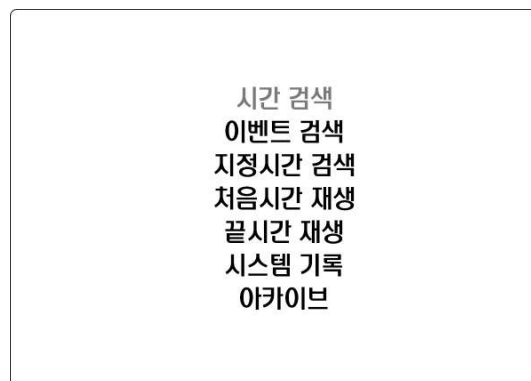 시간 검색
이벤트 검색
지정시간 검색
처음시간 재생
끝시간 재생
시스템 기록
아카이브